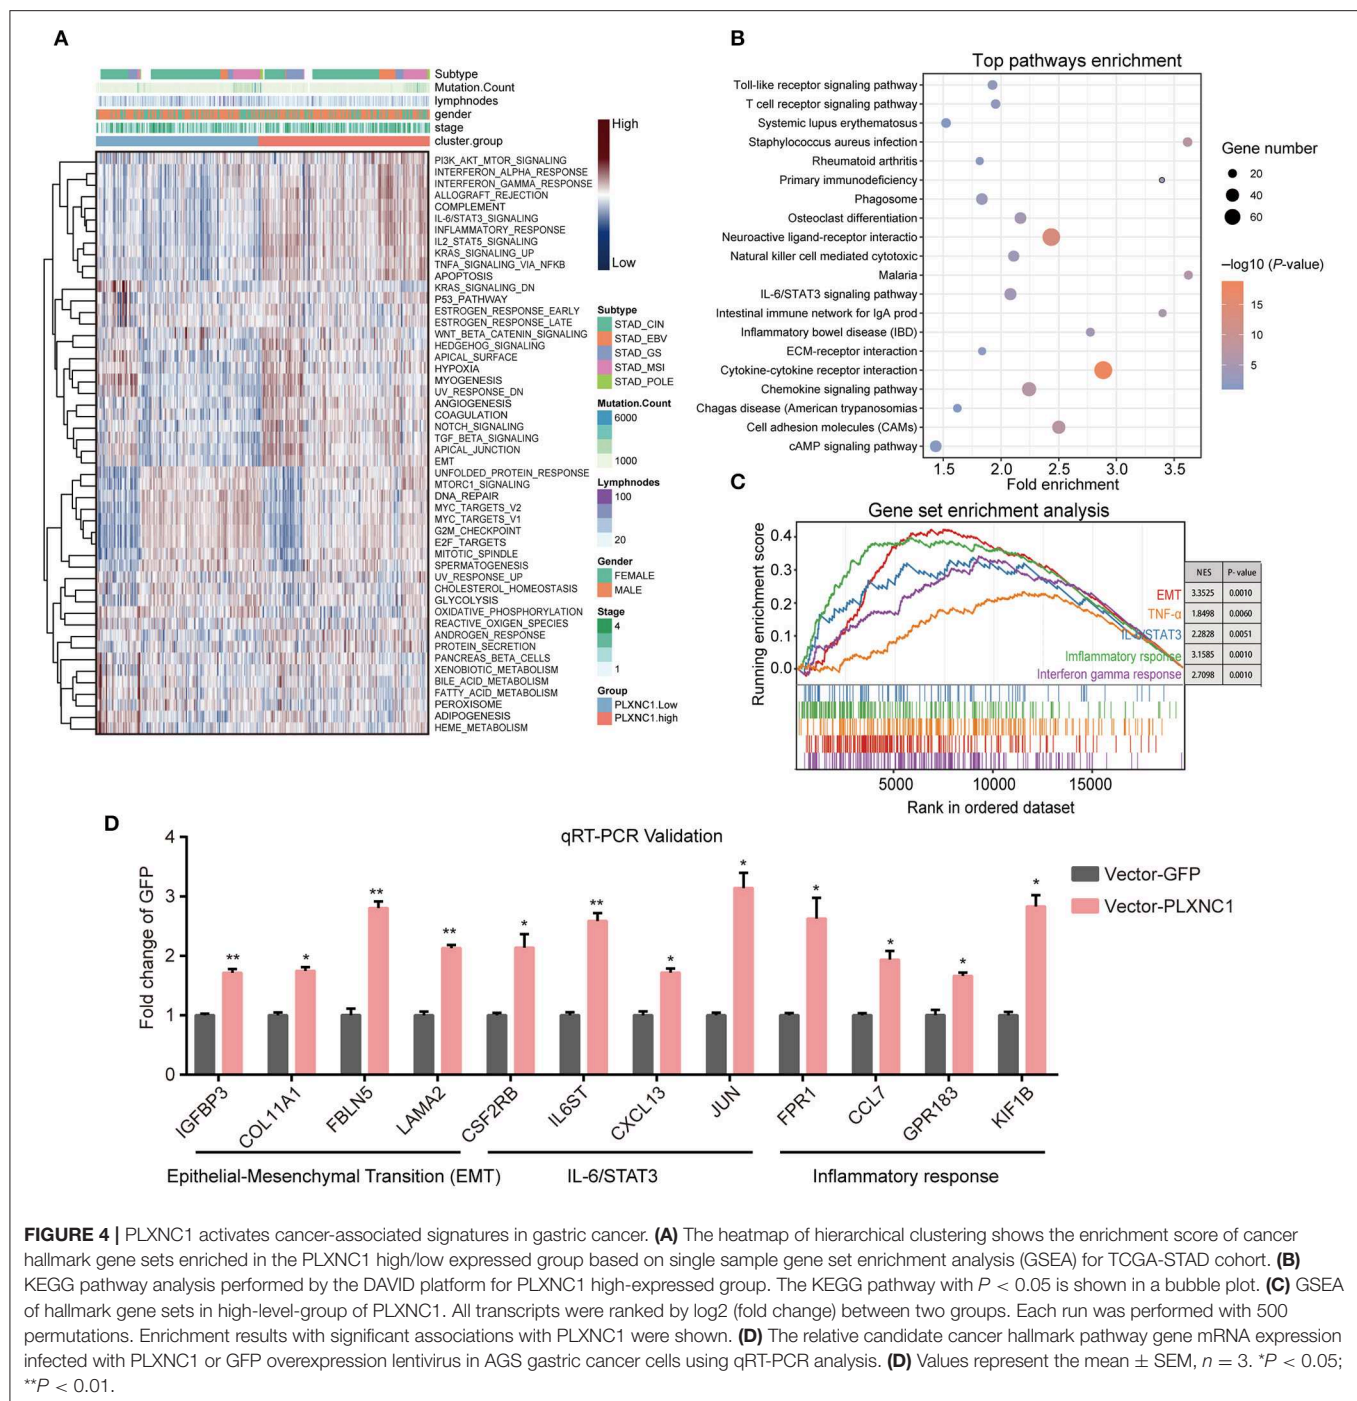 A
Subtype
Mutation.Count
lymphnodes
gender
stage
cluster.group
PI3K_AKT_MTOR_SIGNALING
INTERFERON_ALPHA_RESPONSE
INTERFERON_GAMMA_RESPONSE
ALLOGRAFT_REJECTION
COMPLEMENT
IL-6/STAT3_SIGNALING
INFLAMMATORY_RESPONSE
IL2_STAT5_SIGNALING
KRAS_SIGNALING_UP
TNFA_SIGNALING_VIA_NFKB
APOPTOSIS
KRAS_SIGNALING_DN
P53_PATHWAY
ESTROGEN_RESPONSE_EARLY
ESTROGEN_RESPONSE_LATE
WNT_BETA_CATENIN_SIGNALING
HEDGEHOG_SIGNALING
APICAL_SURFACE
HYPOXIA
MYOGENESIS
UV_RESPONSE_DN
ANGIOGENESIS
COAGULATION
NOTCH_SIGNALING
TGF_BETA_SIGNALING
APICAL_JUNCTION
EMT
UNFOLDED_PROTEIN_RESPONSE
MTORC1_SIGNALING
DNA_REPAIR
MYC_TARGETS_V2
MYC_TARGETS_V1
G2M_CHECKPOINT
E2F_TARGETS
MITOTIC_SPINDLE
SPERMATOGENESIS
UV_RESPONSE_UP
CHOLESTEROL_HOMEOSTASIS
GLYCOLYSIS
OXIDATIVE_PHOSPHORYLATION
REACTIVE_OXIGEN_SPECIES
ANDROGEN_RESPONSE
PROTEIN_SECRETION
PANCREAS_BETA_CELLS
XENOBIOTIC_METABOLISM
BILE_ACID_METABOLISM
FATTY_ACID_METABOLISM
PEROXISOME
ADIPOGENESIS
HEME_METABOLISM
High
Low
Subtype
STAD_CIN
STAD_EBV
STAD_GS
STAD_MSI
STAD_POLE
Mutation.Count
6000
1000
Lymphnodes
100
20
Gender
FEMALE
MALE
Stage
4
1
Group
PLXNC1.Low
PLXNC1.high
B
Top pathways enrichment
Toll-like receptor signaling pathway
T cell receptor signaling pathway
Systemic lupus erythematosus
Staphylococcus aureus infection
Rheumatoid arthritis
Primary immunodeficiency
Phagosome
Osteoclast differentiation
Neuroactive ligand-receptor interactio
Natural killer cell mediated cytotoxic
Malaria
IL-6/STAT3 signaling pathway
Intestinal immune network for IgA prod
Inflammatory bowel disease (IBD)
ECM-receptor interaction
Cytokine-cytokine receptor interaction
Chemokine signaling pathway
Chagas disease (American trypanosomias
Cell adhesion molecules (CAMs)
cAMP signaling pathway
1.5 2.0 2.5 3.0 3.5
Fold enrichment
Gene number
20
40
60
–log10 (P-value)
15
10
5
C
Gene set enrichment analysis
Running enrichment score
0.4
0.3
0.2
0.1
0.0
EMT
TNF-α
IL-6/STAT3
Imflammatory rsponse
Interferon gamma response
NES P- value
3.3525 0.0010
1.8498 0.0060
2.2828 0.0051
3.1585 0.0010
2.7098 0.0010
5000 10000 15000
Rank in ordered dataset
D
qRT-PCR Validation
Fold change of GFP
4
3
2
1
0
** * ** ** * ** * * * * * *
Vector-GFP
Vector-PLXNC1
IGFBP3 COL11A1 FBLN5 LAMA2 CSF2RB IL6ST CXCL13 JUN FPR1 CCL7 GPR183 KIF1B
Epithelial-Mesenchymal Transition (EMT) IL-6/STAT3 Inflammatory response
FIGURE 4 | PLXNC1 activates cancer-associated signatures in gastric cancer. (A) The heatmap of hierarchical clustering shows the enrichment score of cancer
hallmark gene sets enriched in the PLXNC1 high/low expressed group based on single sample gene set enrichment analysis (GSEA) for TCGA-STAD cohort. (B)
KEGG pathway analysis performed by the DAVID platform for PLXNC1 high-expressed group. The KEGG pathway with P < 0.05 is shown in a bubble plot. (C) GSEA
of hallmark gene sets in high-level-group of PLXNC1. All transcripts were ranked by log2 (fold change) between two groups. Each run was performed with 500
permutations. Enrichment results with significant associations with PLXNC1 were shown. (D) The relative candidate cancer hallmark pathway gene mRNA expression
infected with PLXNC1 or GFP overexpression lentivirus in AGS gastric cancer cells using qRT-PCR analysis. (D) Values represent the mean ± SEM, n = 3. *P < 0.05;
**P < 0.01.